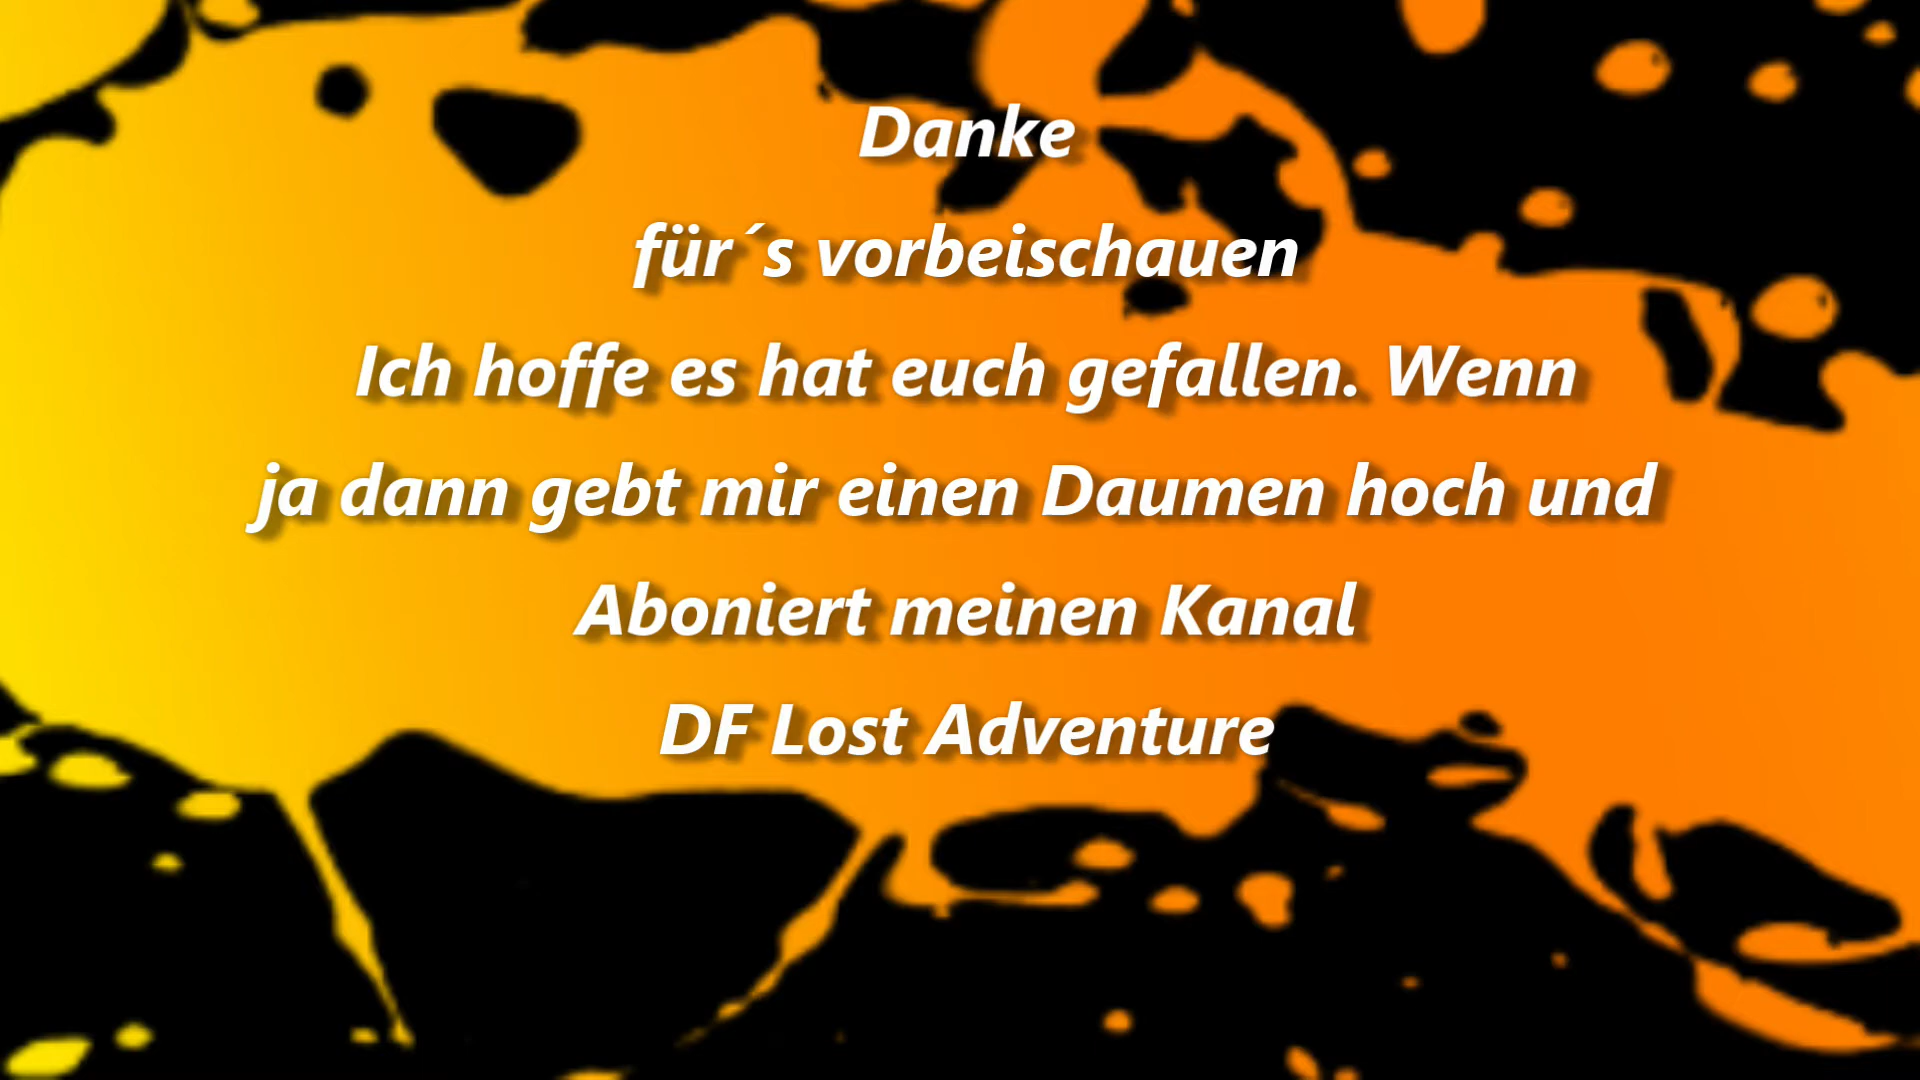 Danke
für´s vorbeischauen
Ich hoffe es hat euch gefallen. Wenn
ja dann gebt mir einen Daumen hoch und
Aboniert meinen Kanal
DF Lost Adventure